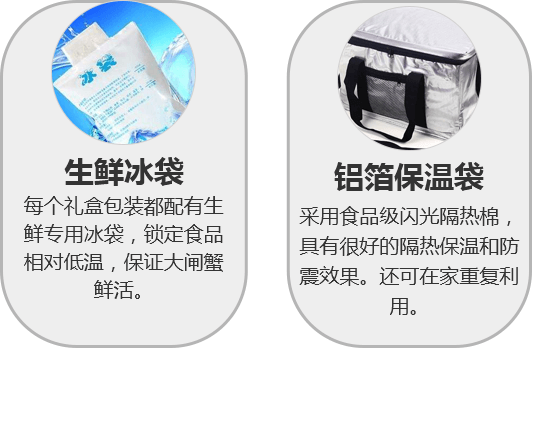 冰袋
生鲜冰袋
每个礼盒包装都配有生
鲜专用冰袋，锁定食品
相对低温，保证大闸蟹
鲜活。
铝箔保温袋
采用食品级闪光隔热棉，
具有很好的隔热保温和防
震效果。还可在家重复利
用。